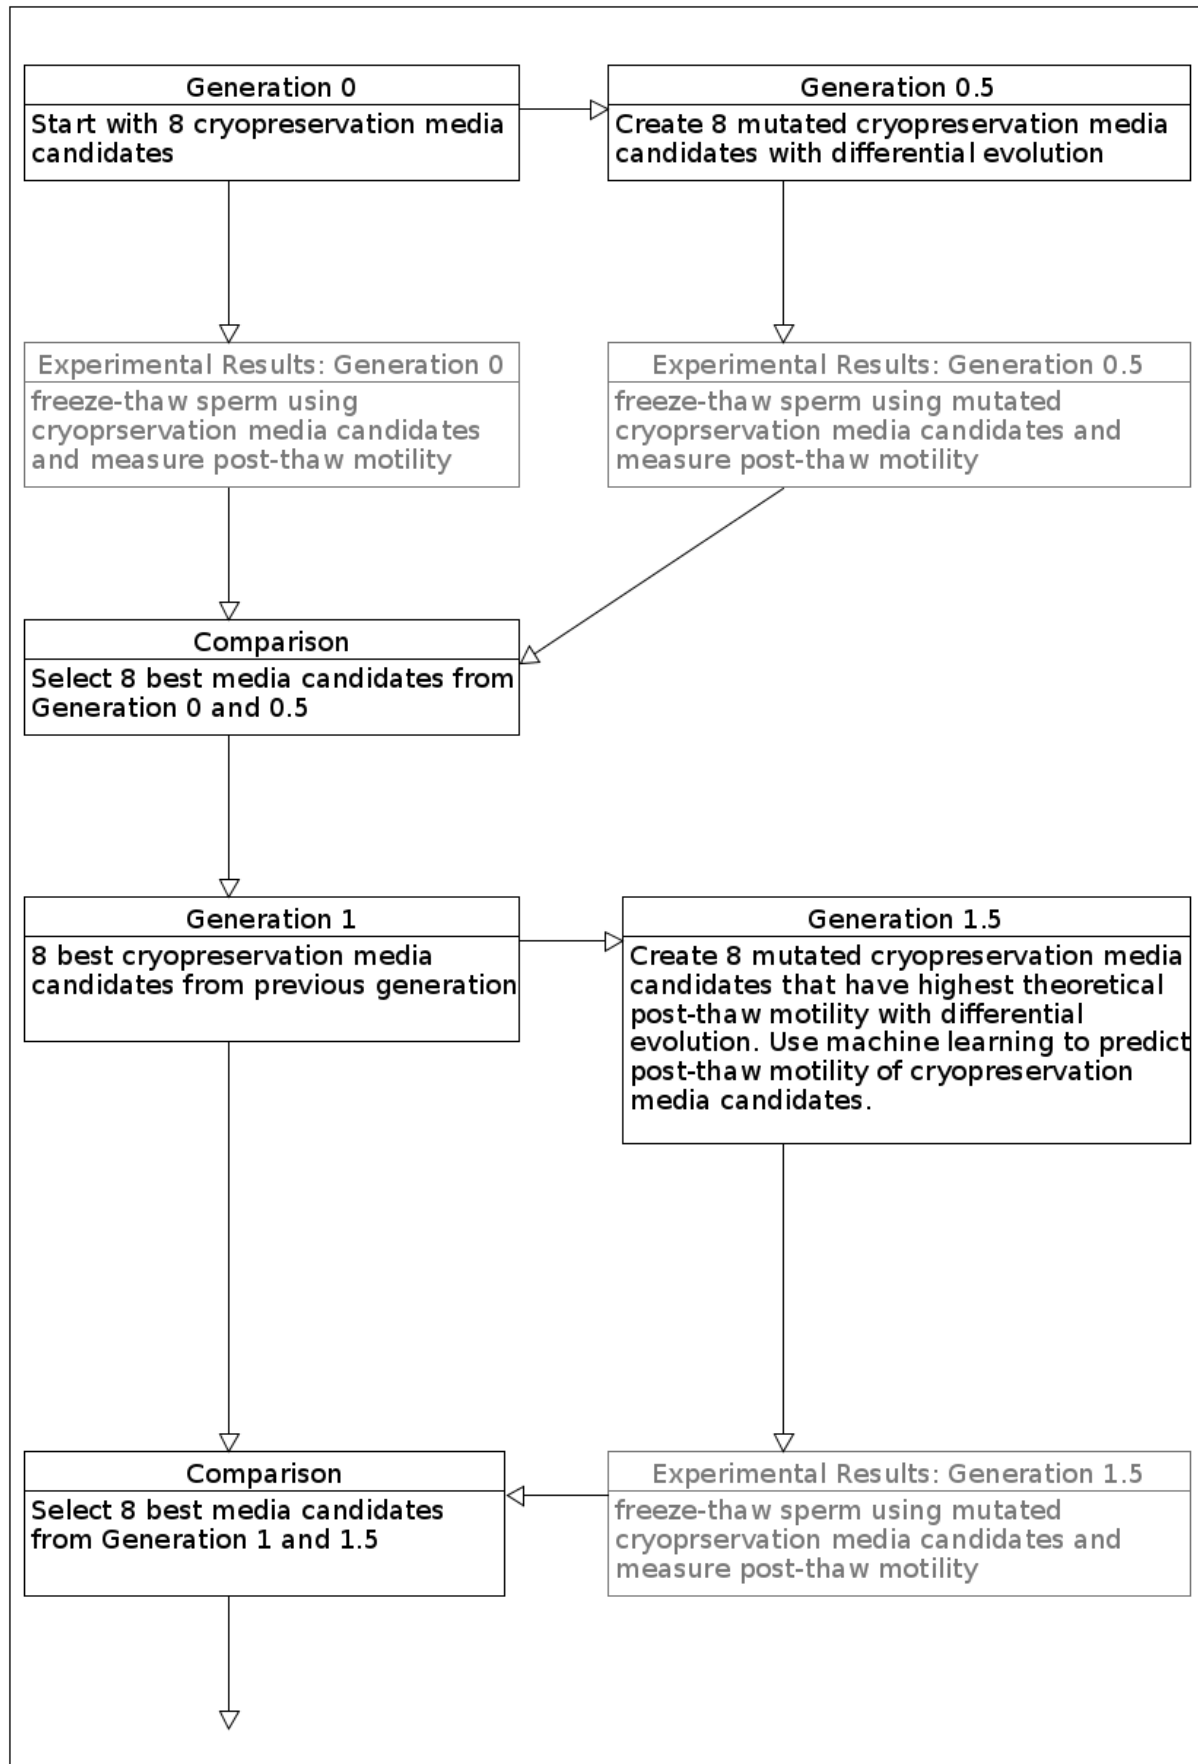 Generation 0
Start with 8 cryopreservation media
candidates
Generation 0.5
Create 8 mutated cryopreservation media
candidates with differential evolution
Experimental Results: Generation 0
freeze-thaw sperm using
cryoprservation media candidates
and measure post-thaw motility
Experimental Results: Generation 0.5
freeze-thaw sperm using mutated
cryoprservation media candidates and
measure post-thaw motility
Comparison
Select 8 best media candidates from
Generation 0 and 0.5
Generation 1
8 best cryopreservation media
candidates from previous generation
Generation 1.5
Create 8 mutated cryopreservation media
candidates that have highest theoretical
post-thaw motility with differential
evolution. Use machine learning to predict
post-thaw motility of cryopreservation
media candidates.
Comparison
Select 8 best media candidates
from Generation 1 and 1.5
Experimental Results: Generation 1.5
freeze-thaw sperm using mutated
cryoprservation media candidates and
measure post-thaw motility